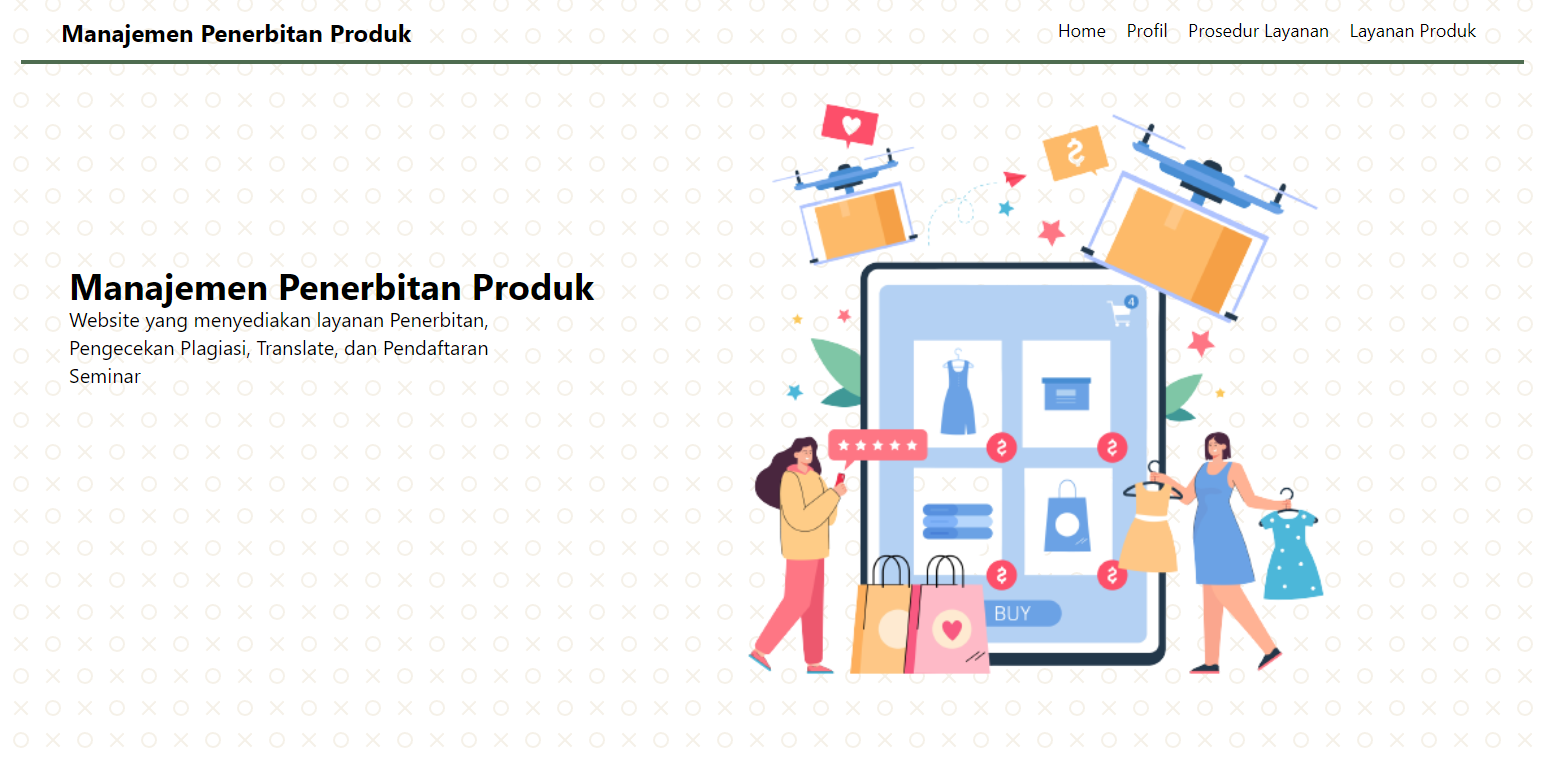 Manajemen Penerbitan Produk
Home Profil Prosedur Layanan Layanan Produk
Manajemen Penerbitan Produk
Website yang menyediakan layanan Penerbitan,
Pengecekan Plagiasi, Translate, dan Pendaftaran
Seminar
$
4
$
$
$
$
BUY